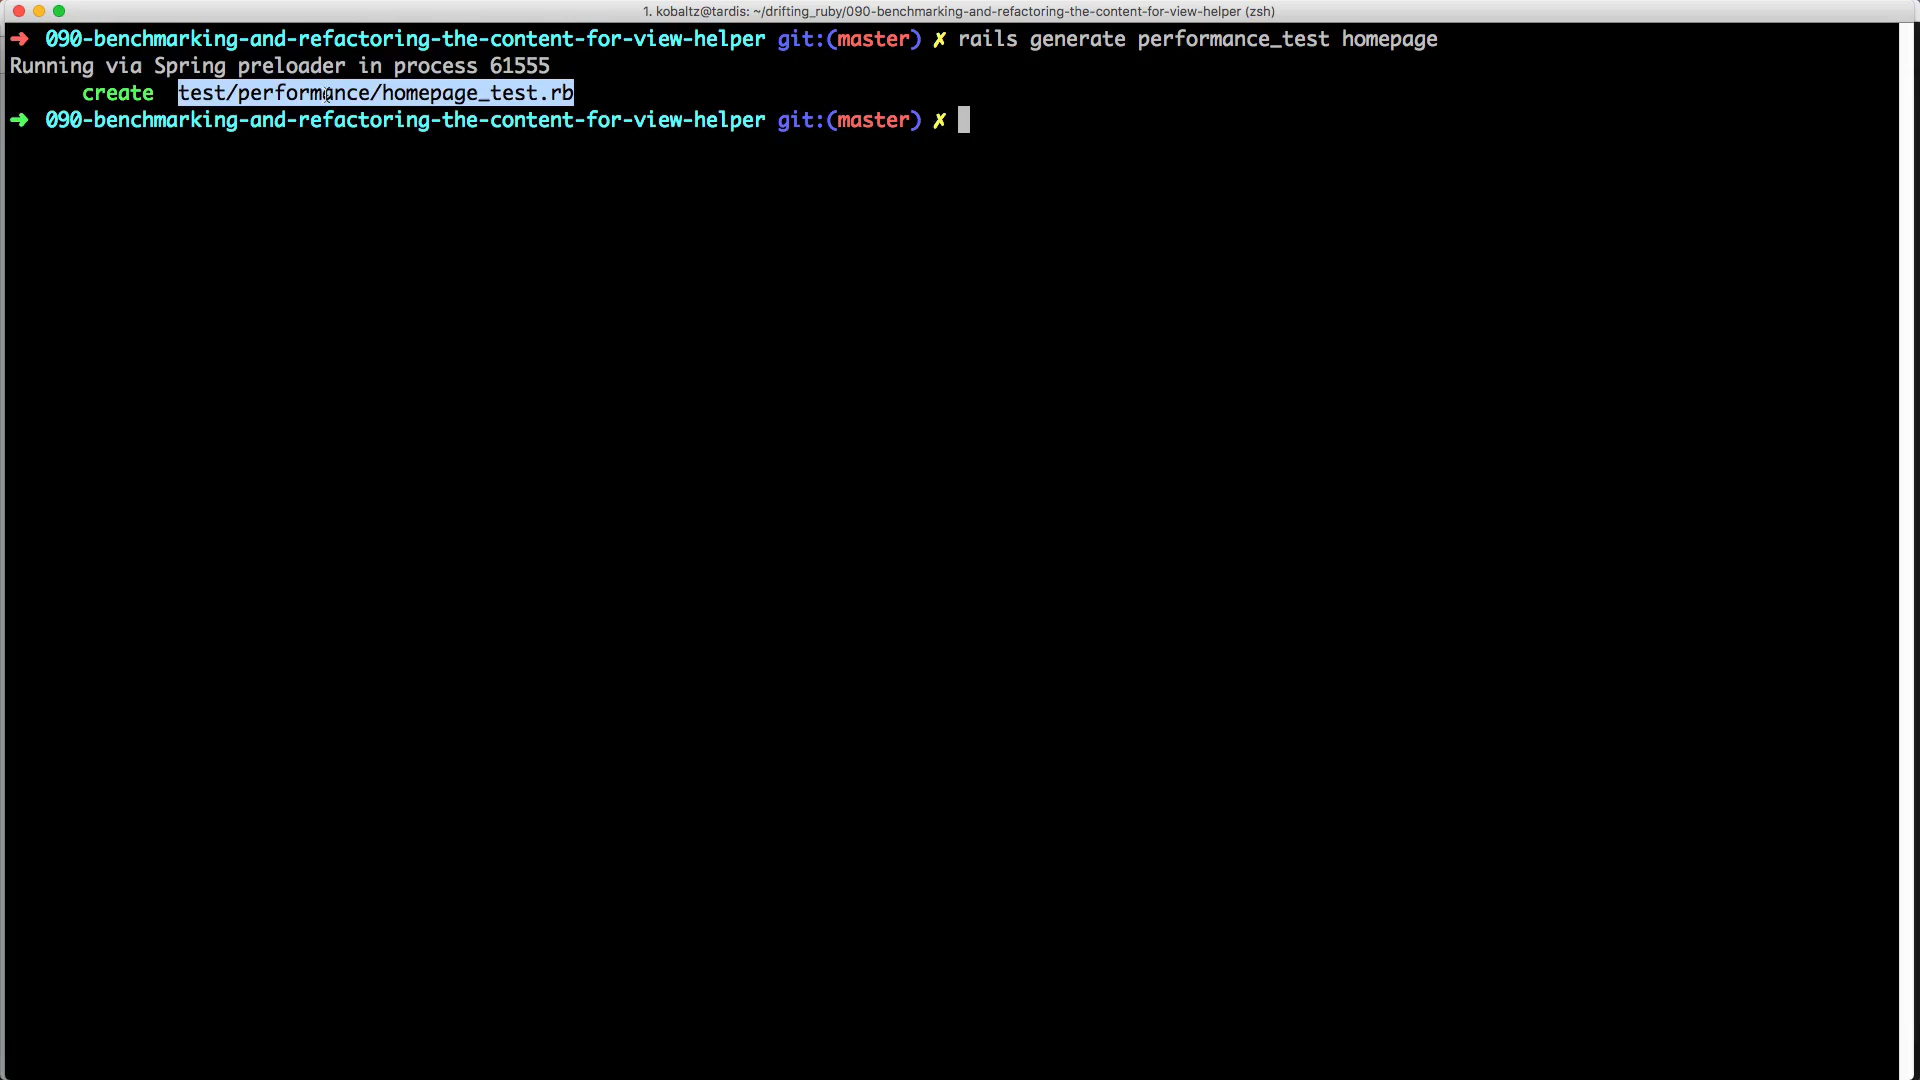 1. kobaltz@tardis: ~/drifting_ruby/090-benchmarking-and-refactoring-the-content-for-view-helper (zsh)
➜ 090-benchmarking-and-refactoring-the-content-for-view-helper git:(master) ✗ rails generate performance_test homepage
Running via Spring preloader in process 61555
create test/performance/homepage_test.rb
➜ 090-benchmarking-and-refactoring-the-content-for-view-helper git:(master) ✗